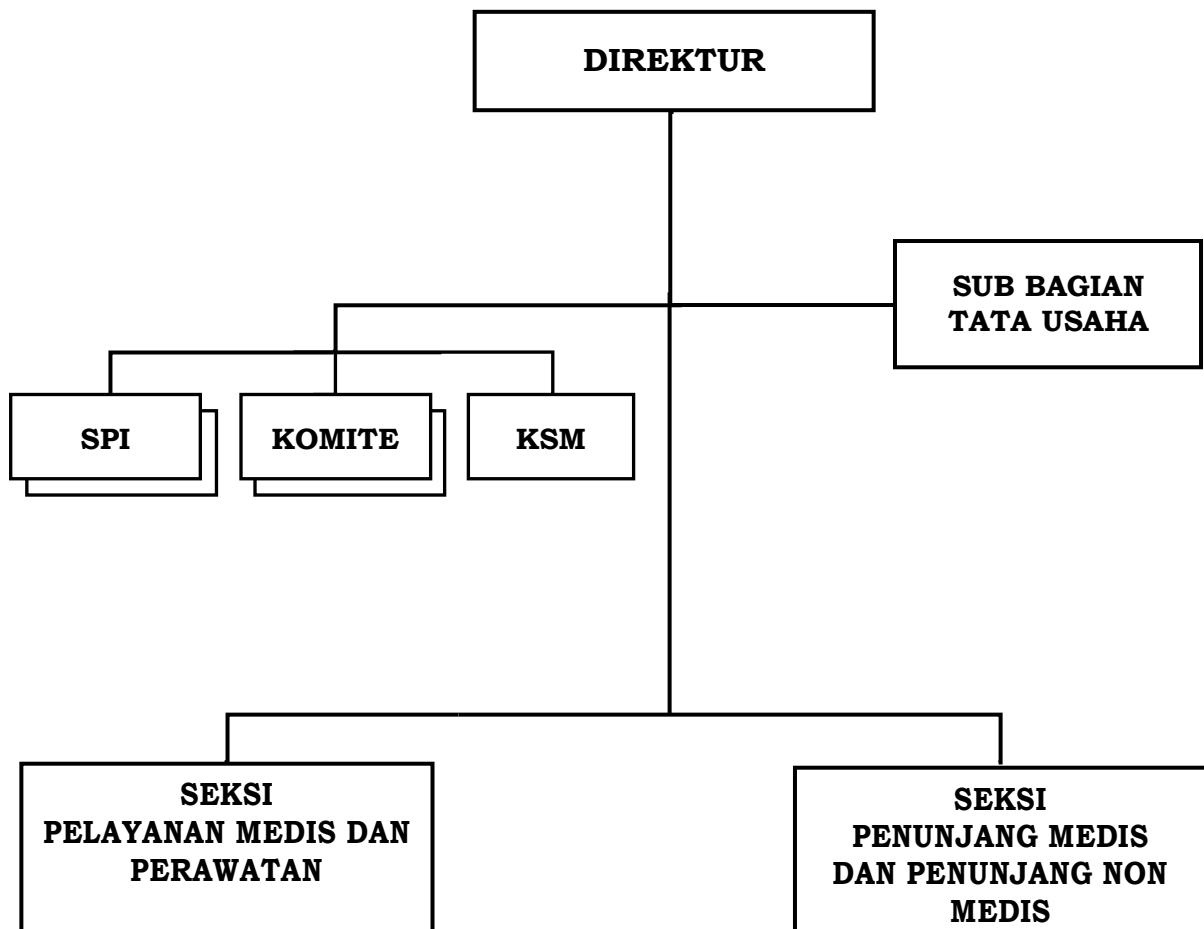 DIREKTUR
SUB BAGIAN
TATA USAHA
SPI
KOMITE
KSM
SEKSI
PELAYANAN MEDIS DAN
PERAWATAN
SEKSI
PENUNJANG MEDIS
DAN PENUNJANG NON
MEDIS